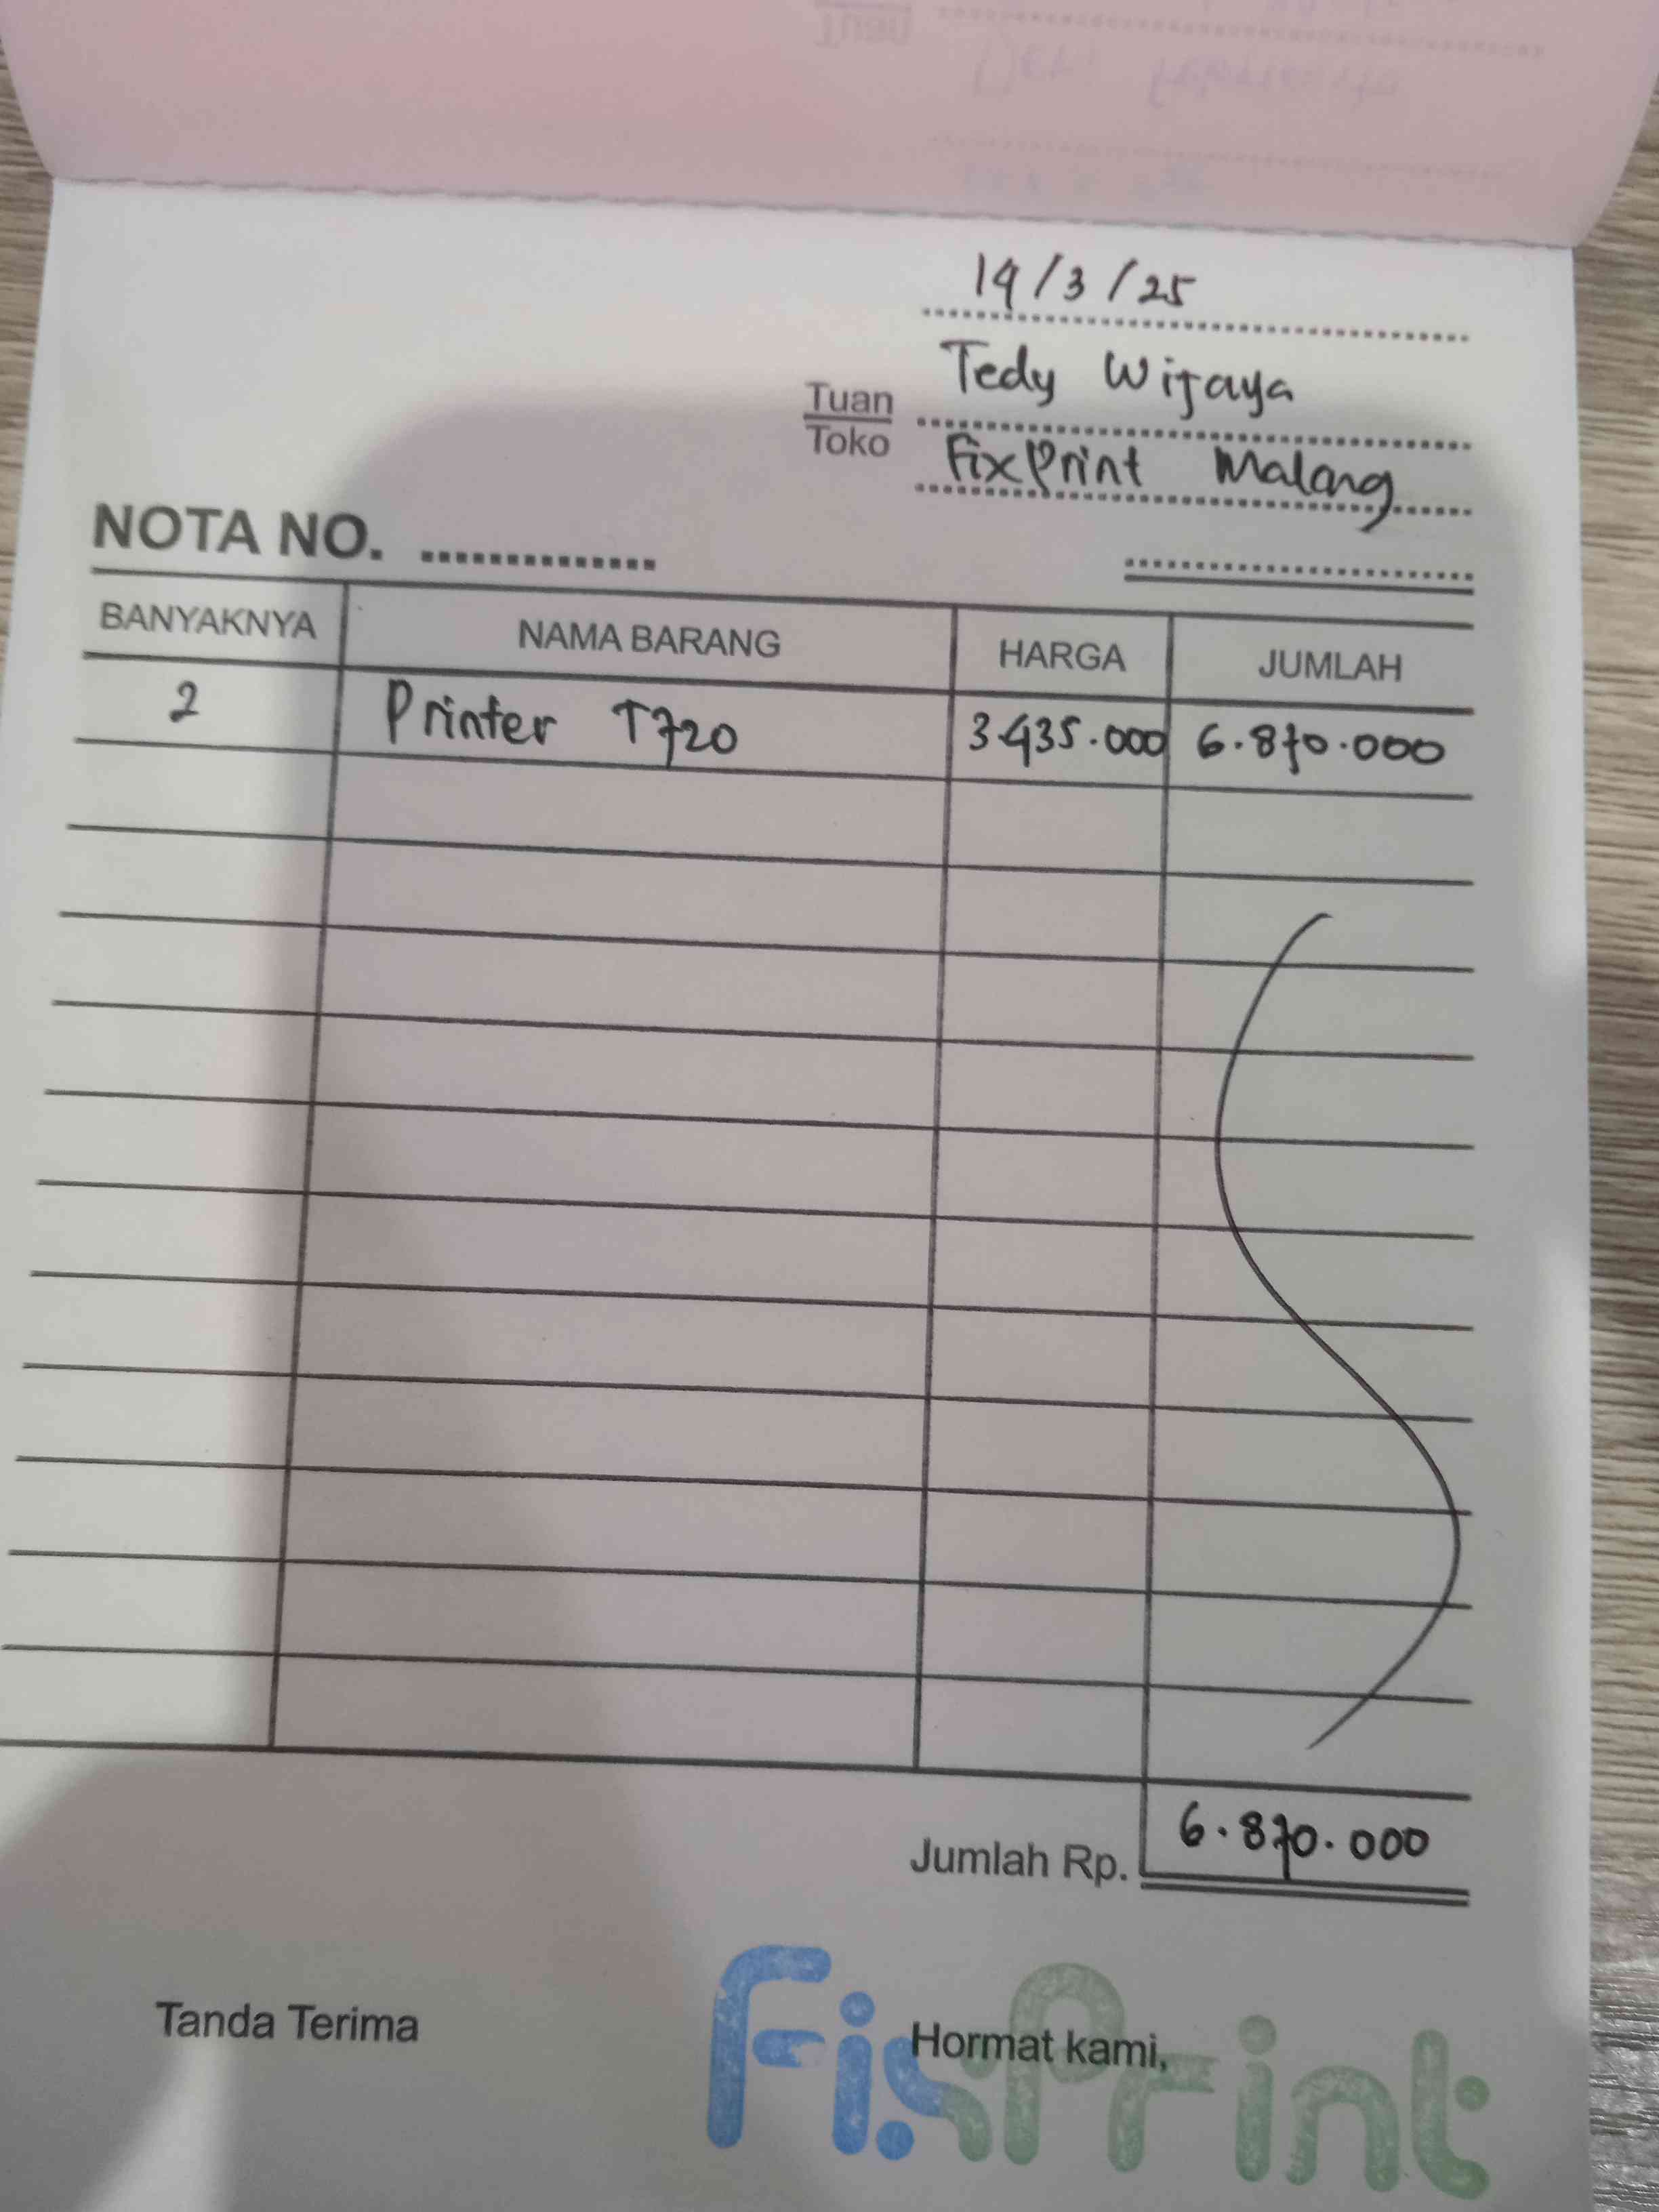 14/3/25
Tuan
Toko
Tedy Wijaya
FixPrint Malang
NOTA NO. ..............
BANYAKNYA NAMA BARANG HARGA JUMLAH
2 Printer T720 3.435.000 6.870.000
Jumlah Rp. 6.870.000
Tanda Terima Hormat kami,
FixPrint